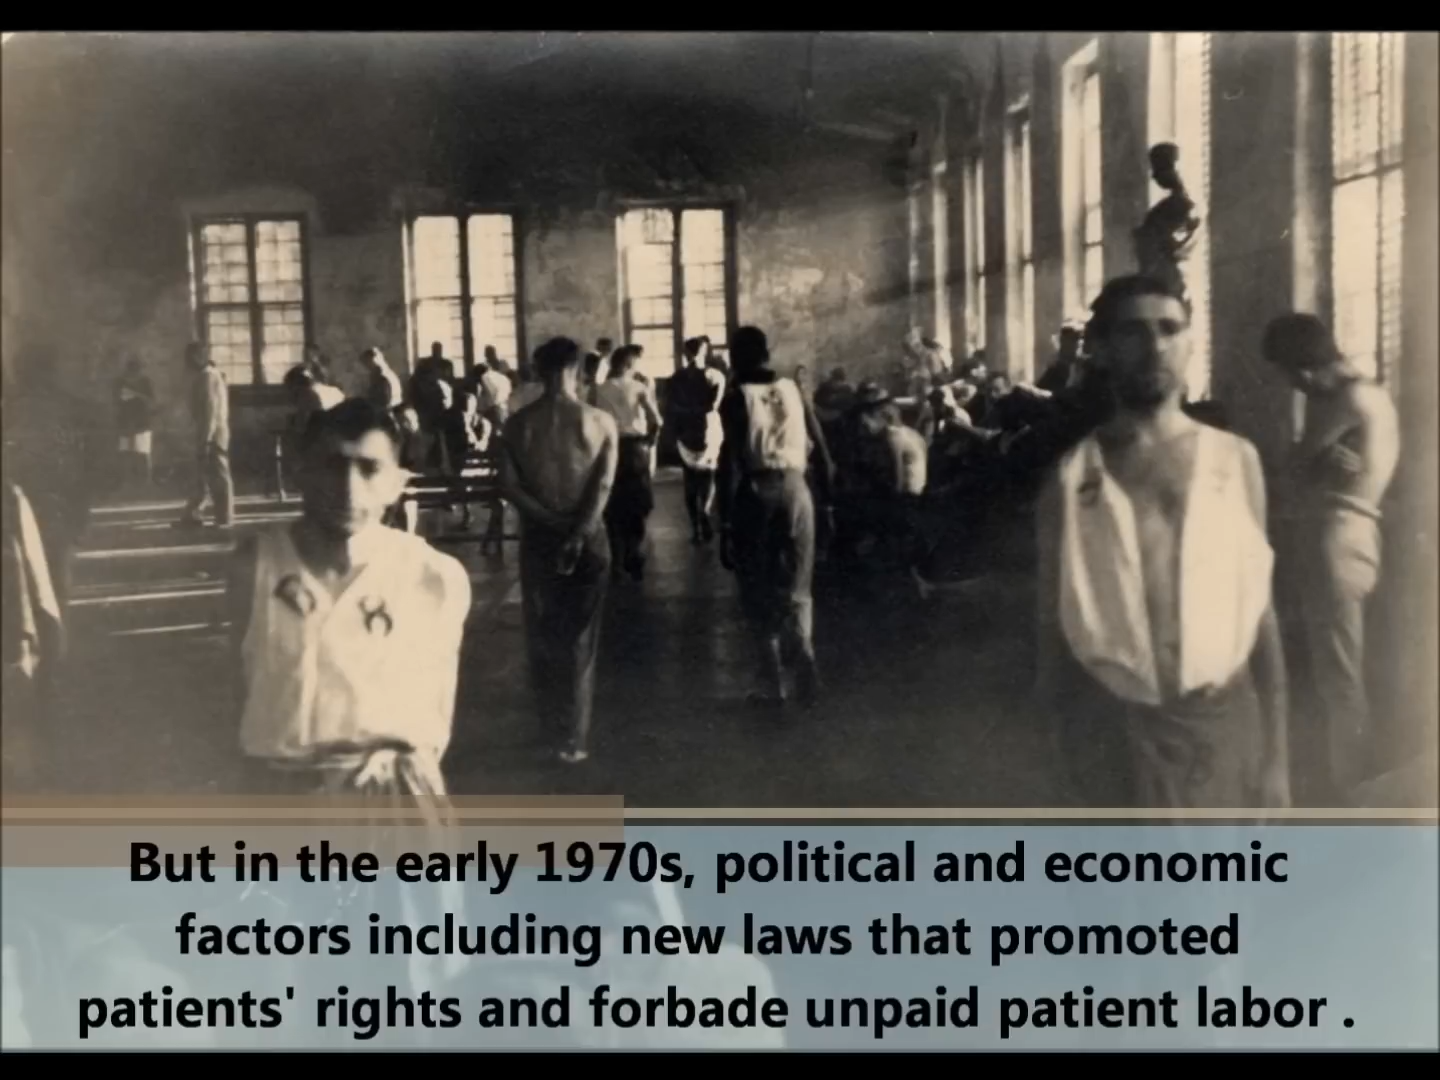 But in the early 1970s, political and economic
factors including new laws that promoted
patients' rights and forbade unpaid patient labor .